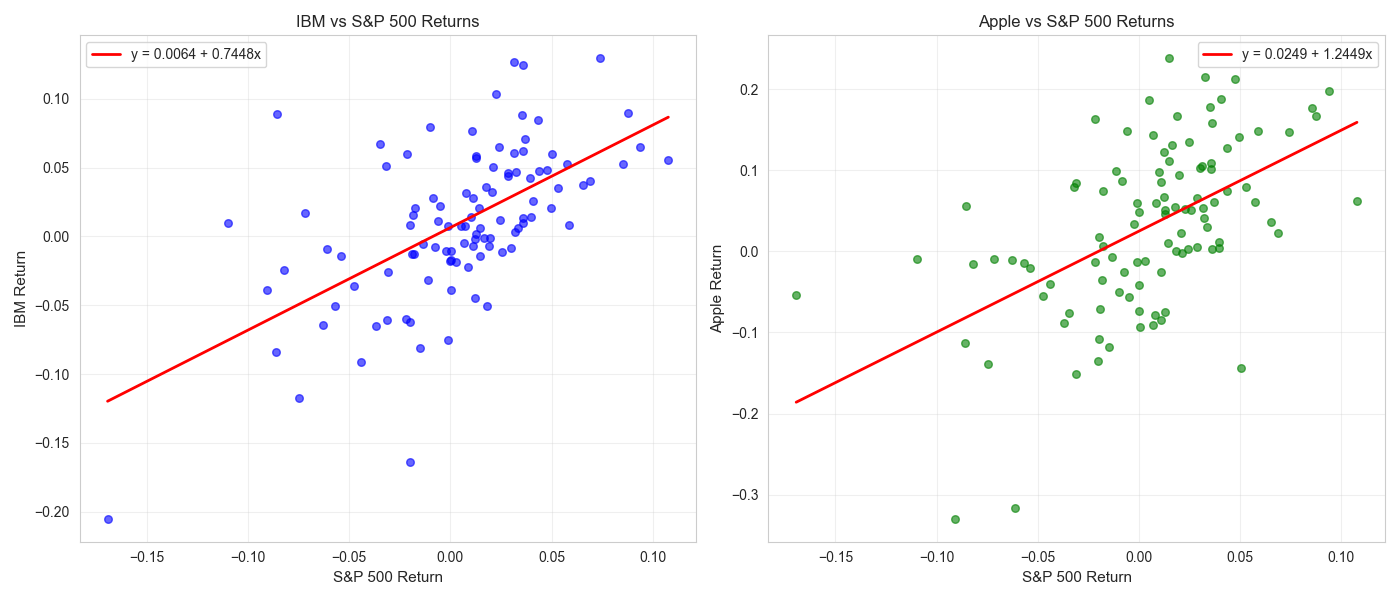 IBM vs S&P 500 Returns
y = 0.0064 + 0.7448x
0.10
0.05
0.00
−0.05
−0.10
−0.15
−0.20
IBM Return
−0.15 −0.10 −0.05 0.00 0.05 0.10
S&P 500 Return
Apple vs S&P 500 Returns
y = 0.0249 + 1.2449x
0.2
0.1
0.0
−0.1
−0.2
−0.3
Apple Return
−0.15 −0.10 −0.05 0.00 0.05 0.10
S&P 500 Return